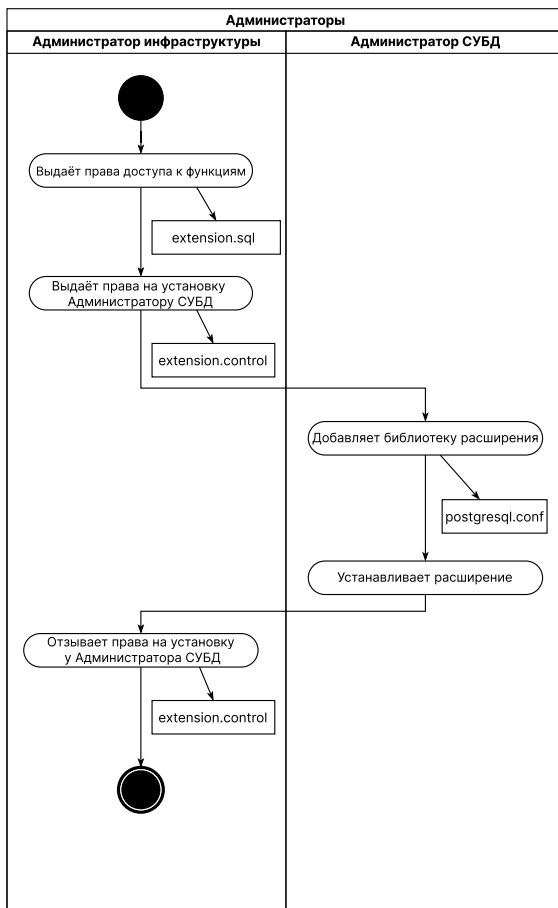 Администраторы
Администратор инфраструктуры
Администратор СУБД
Выдаёт права доступа к функциям
extension.sql
Выдаёт права на установку
Администратору СУБД
extension.control
Добавляет библиотеку расширения
postgresql.conf
Устанавливает расширение
Отзывает права на установку
у Администратора СУБД
extension.control